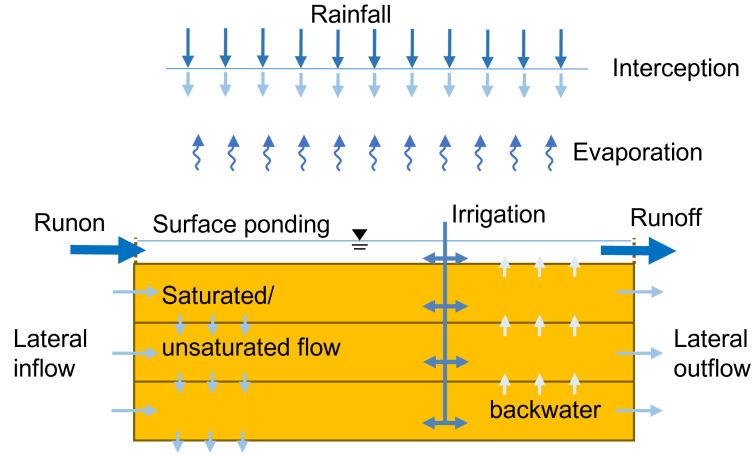 Rainfall
Interception
Evaporation
Runon
Surface ponding
Irrigation
Runoff
Saturated/
unsaturated flow
Lateral
inflow
Lateral
outflow
backwater